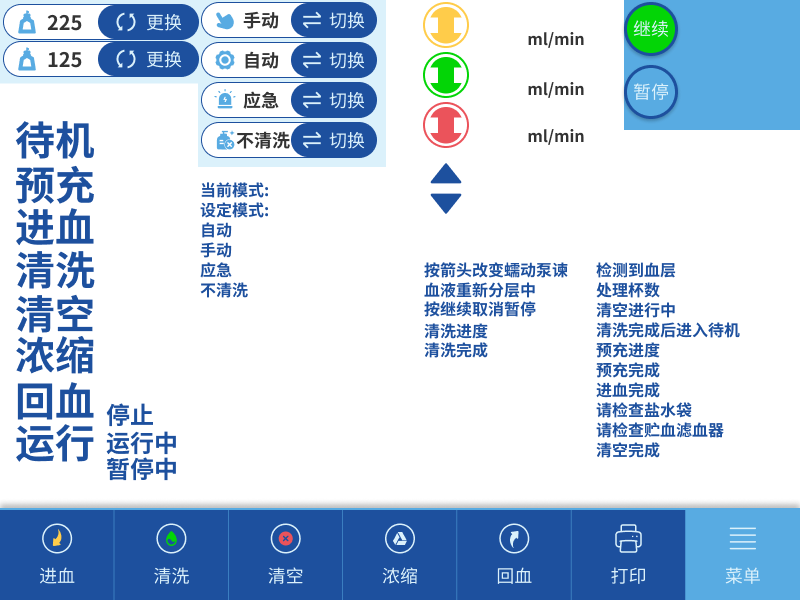 225 更换
125 更换
手动 切换
自动 切换
应急 切换
不清洗 切换
ml/min
ml/min
ml/min
继续
暂停
待机
预充
进血
清洗
清空
浓缩
回血
运行
停止
运行中
暂停中
当前模式:
设定模式:
自动
手动
应急
不清洗
按箭头改变蠕动泵谏
血液重新分层中
按继续取消暂停
清洗进度
清洗完成
检测到血层
处理杯数
清空进行中
清洗完成后进入待机
预充进度
预充完成
进血完成
请检查盐水袋
请检查贮血滤血器
清空完成
进血 清洗 清空 浓缩 回血 打印 菜单